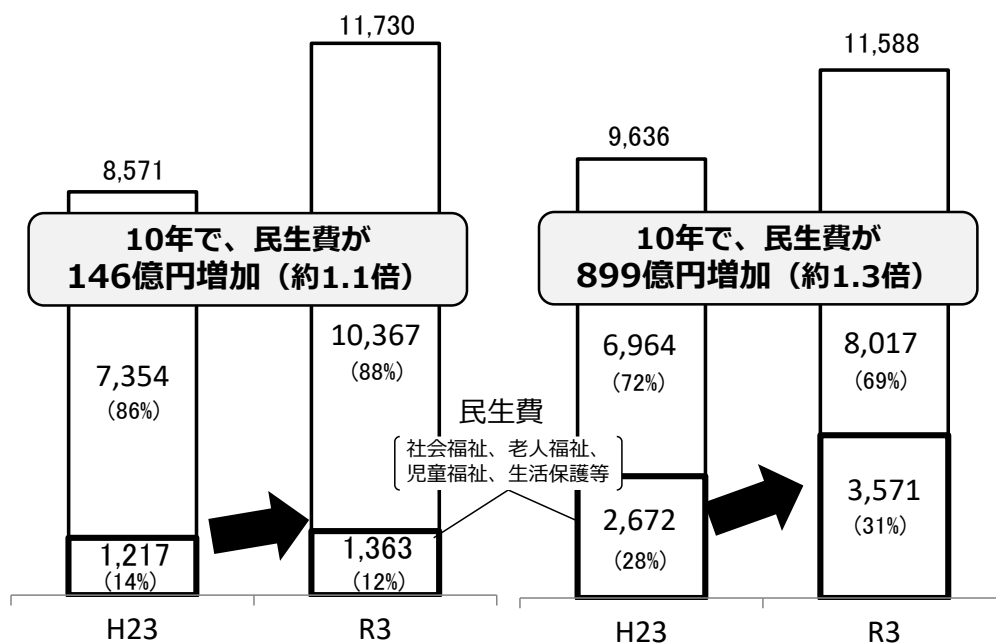 8,571
11,730
10年で、民生費が
146億円増加（約1.1倍）
7,354
(86%)
10,367
(88%)
1,217
(14%)
1,363
(12%)
H23
R3
民生費
社会福祉、老人福祉、
児童福祉、生活保護等
9,636
11,588
10年で、民生費が
899億円増加（約1.3倍）
6,964
(72%)
8,017
(69%)
2,672
(28%)
3,571
(31%)
H23
R3